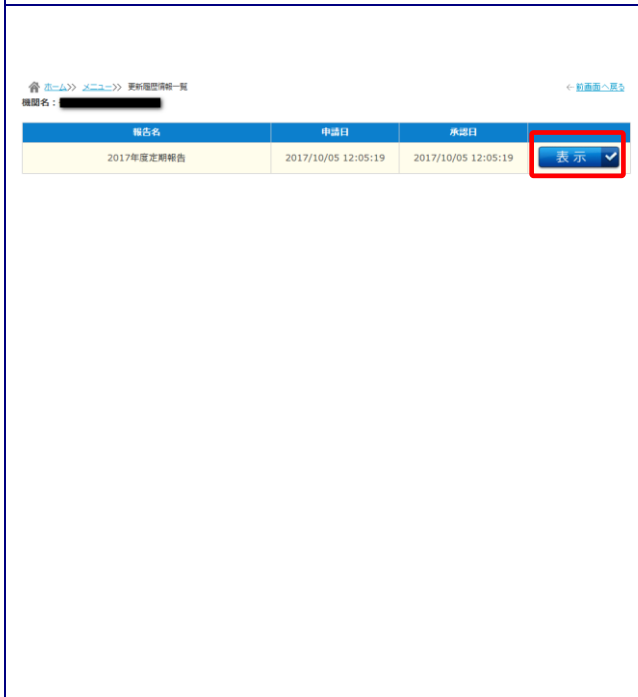 ホーム>> メニュー>> 更新履歴情報一覧
←前画面へ戻る
機関名：
報告名 申請日 承認日
2017年度定期報告 2017/10/05 12:05:19 2017/10/05 12:05:19 表示